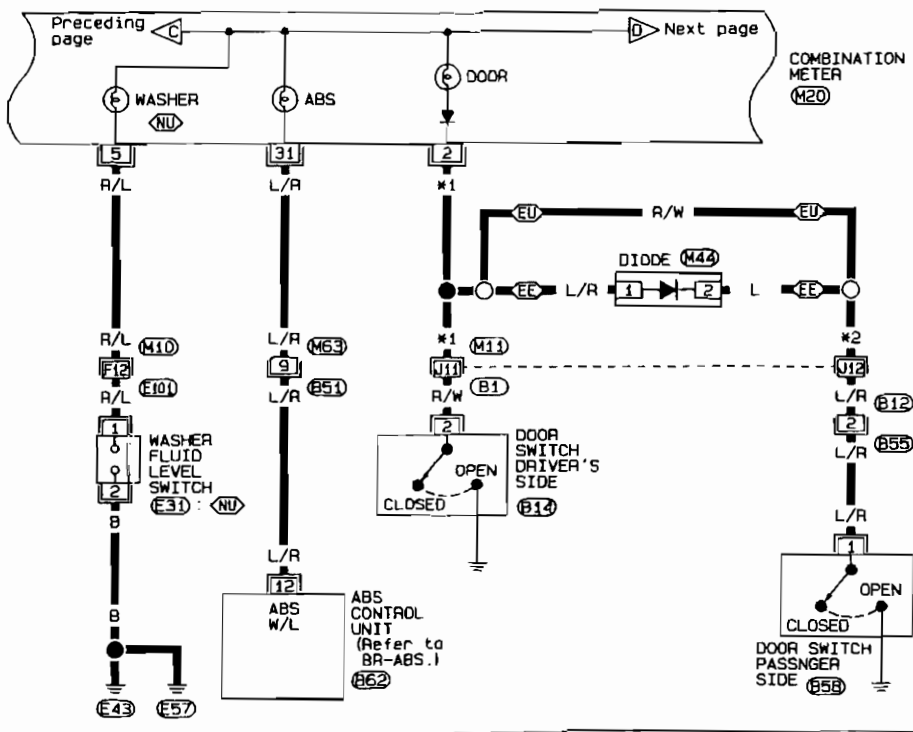 Preceding
page
C
D
Next page
COMBINATION
METER
M20
WASHER
NU
ABS
DOOR
5
31
2
R/L
L/R
*1
EU
R/W
EU
DIODE M44
EE
L/R
1
2
L
EE
R/L
M10
L/R
M63
*1
M11
*2
F12
9
J11
J12
E101
B51
B1
R/L
L/R
R/W
L/R
B12
1
2
2
B55
WASHER
FLUID
LEVEL
SWITCH
E31 : NU
2
DOOR
SWITCH
DRIVER'S
SIDE
B14
OPEN
CLOSED
L/R
B
L/R
L/R
12
1
ABS
W/L
ABS
CONTROL
UNIT
(Refer to
BR-ABS.)
B62
OPEN
CLOSED
B
DOOR SWITCH
PASSNGER
SIDE B58
E43
E57